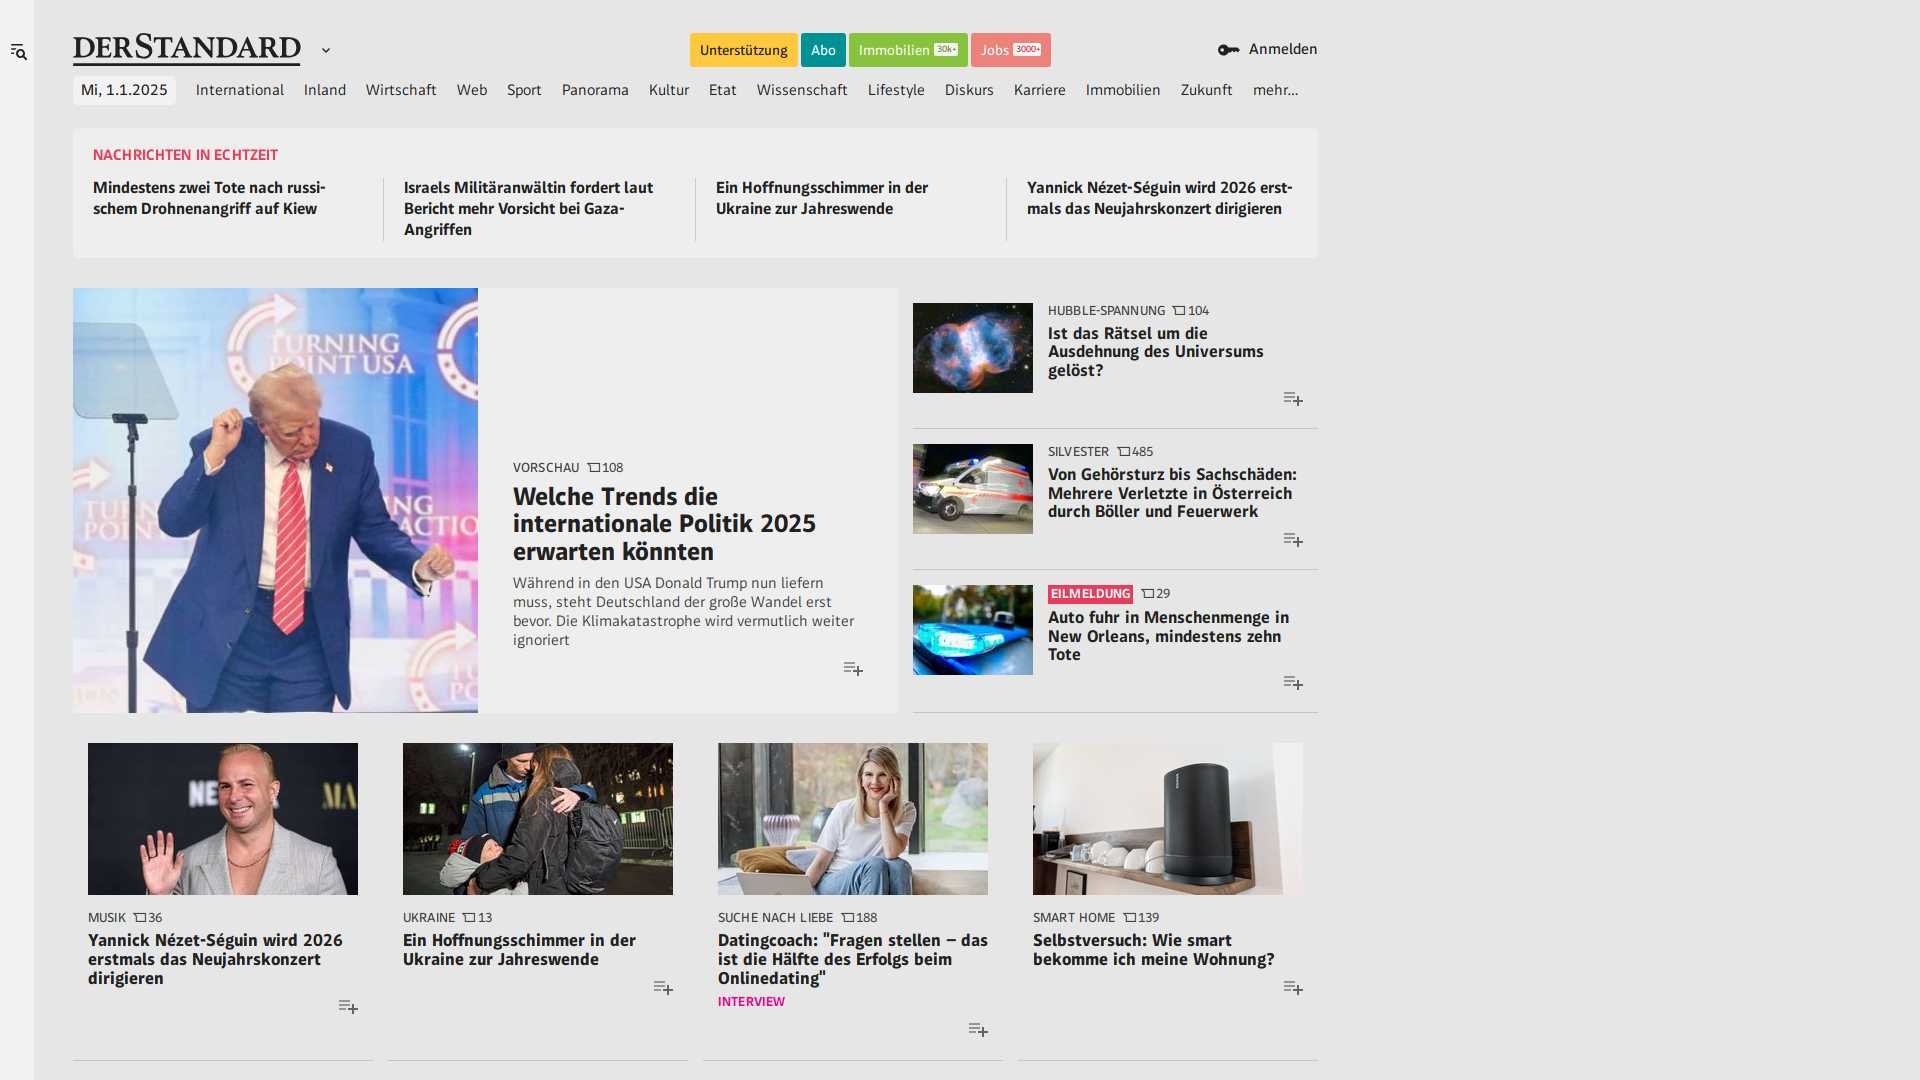 DERSTANDARD
Unterstützung
Abo
Immobilien 30k+
Jobs 3000+
Anmelden
Mi, 1.1.2025
International
Inland
Wirtschaft
Web
Sport
Panorama
Kultur
Etat
Wissenschaft
Lifestyle
Diskurs
Karriere
Immobilien
Zukunft
mehr…
NACHRICHTEN IN ECHTZEIT
Mindestens zwei Tote nach russi-
schem Drohnenangriff auf Kiew
Israels Militäranwältin fordert laut
Bericht mehr Vorsicht bei Gaza-
Angriffen
Ein Hoffnungsschimmer in der
Ukraine zur Jahreswende
Yannick Nézet-Séguin wird 2026 erst-
mals das Neujahrskonzert dirigieren
TURNING
POINT USA
VORSCHAU 108
Welche Trends die
internationale Politik 2025
erwarten könnten
Während in den USA Donald Trump nun liefern
muss, steht Deutschland der große Wandel erst
bevor. Die Klimakatastrophe wird vermutlich weiter
ignoriert
HUBBLE-SPANNUNG 104
Ist das Rätsel um die
Ausdehnung des Universums
gelöst?
SILVESTER 485
Von Gehörsturz bis Sachschäden:
Mehrere Verletzte in Österreich
durch Böller und Feuerwerk
EILMELDUNG 29
Auto fuhr in Menschenmenge in
New Orleans, mindestens zehn
Tote
MUSIK 36
Yannick Nézet-Séguin wird 2026
erstmals das Neujahrskonzert
dirigieren
UKRAINE 13
Ein Hoffnungsschimmer in der
Ukraine zur Jahreswende
SUCHE NACH LIEBE 188
Datingcoach: "Fragen stellen – das
ist die Hälfte des Erfolgs beim
Onlinedating"
INTERVIEW
SMART HOME 139
Selbstversuch: Wie smart
bekomme ich meine Wohnung?